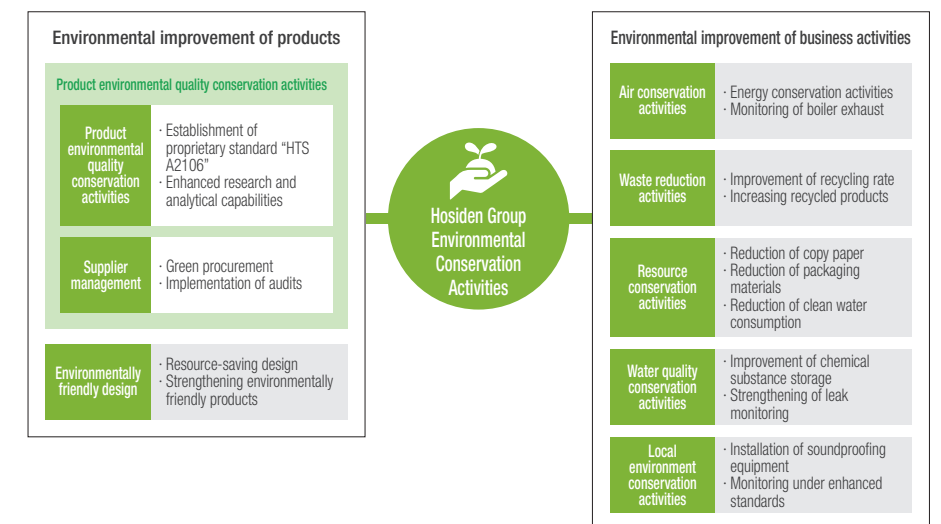 Environmental improvement of products
Product environmental quality conservation activities
Product
environmental
quality
conservation
activities
· Establishment of
proprietary standard “HTS
A2106”
· Enhanced research and
analytical capabilities
Supplier
management
· Green procurement
· Implementation of audits
Environmentally
friendly design
· Resource-saving design
· Strengthening environmentally
friendly products
Hosiden Group
Environmental
Conservation
Activities
Environmental improvement of business activities
Air conservation
activities
· Energy conservation activities
· Monitoring of boiler exhaust
Waste reduction
activities
· Improvement of recycling rate
· Increasing recycled products
Resource
conservation
activities
· Reduction of copy paper
· Reduction of packaging
materials
· Reduction of clean water
consumption
Water quality
conservation
activities
· Improvement of chemical
substance storage
· Strengthening of leak
monitoring
Local
environment
conservation
activities
· Installation of soundproofing
equipment
· Monitoring under enhanced
standards